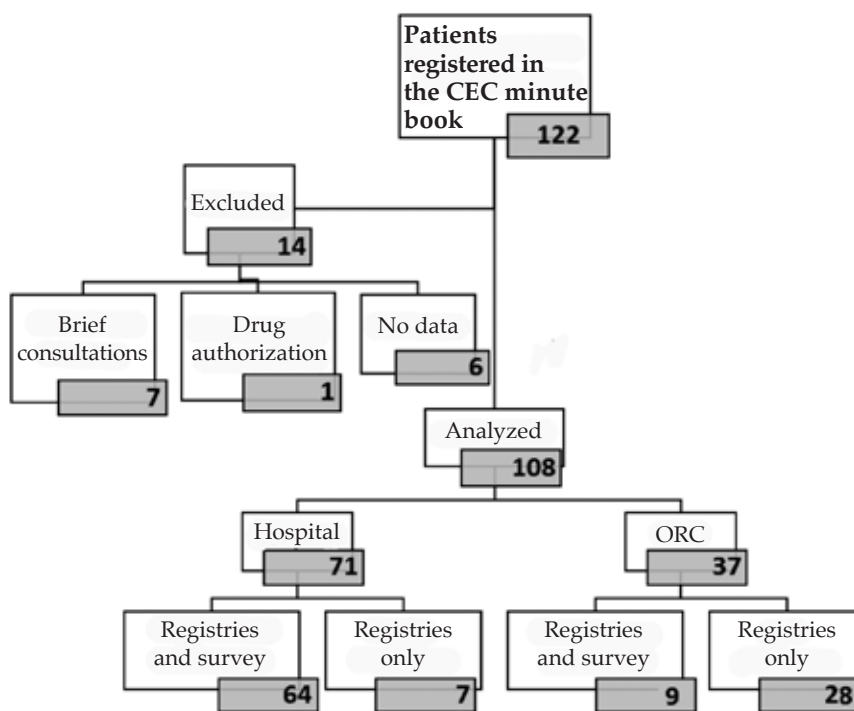 Patients
registered in
the CEC minute
book
122
Excluded
14
Brief
consultations
7
Drug
authorization
1
No data
6
Analyzed
108
Hospital
71
ORC
37
Registries
and survey
64
Registries
only
7
Registries
and survey
9
Registries
only
28